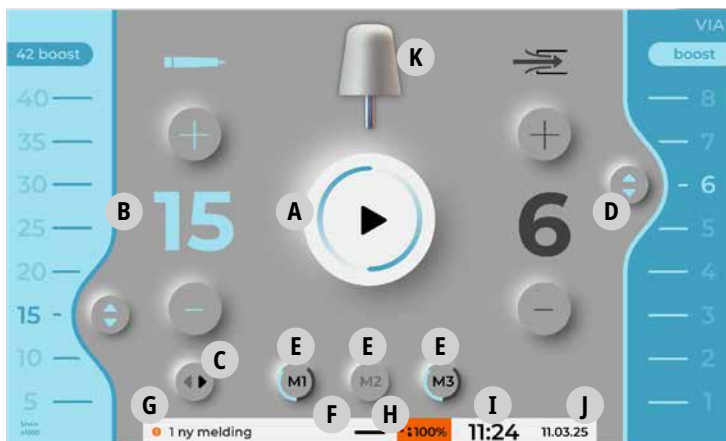 VIA
42 boost
boost
K
40
8
35
7
30
6
B
15
A
6
D
25
5
20
4
15
3
10
2
C
E
E
E
M1
M2
M3
5
1
G
F
H
I
J
x1000
1 ny melding
100%
11:24
11.03.25